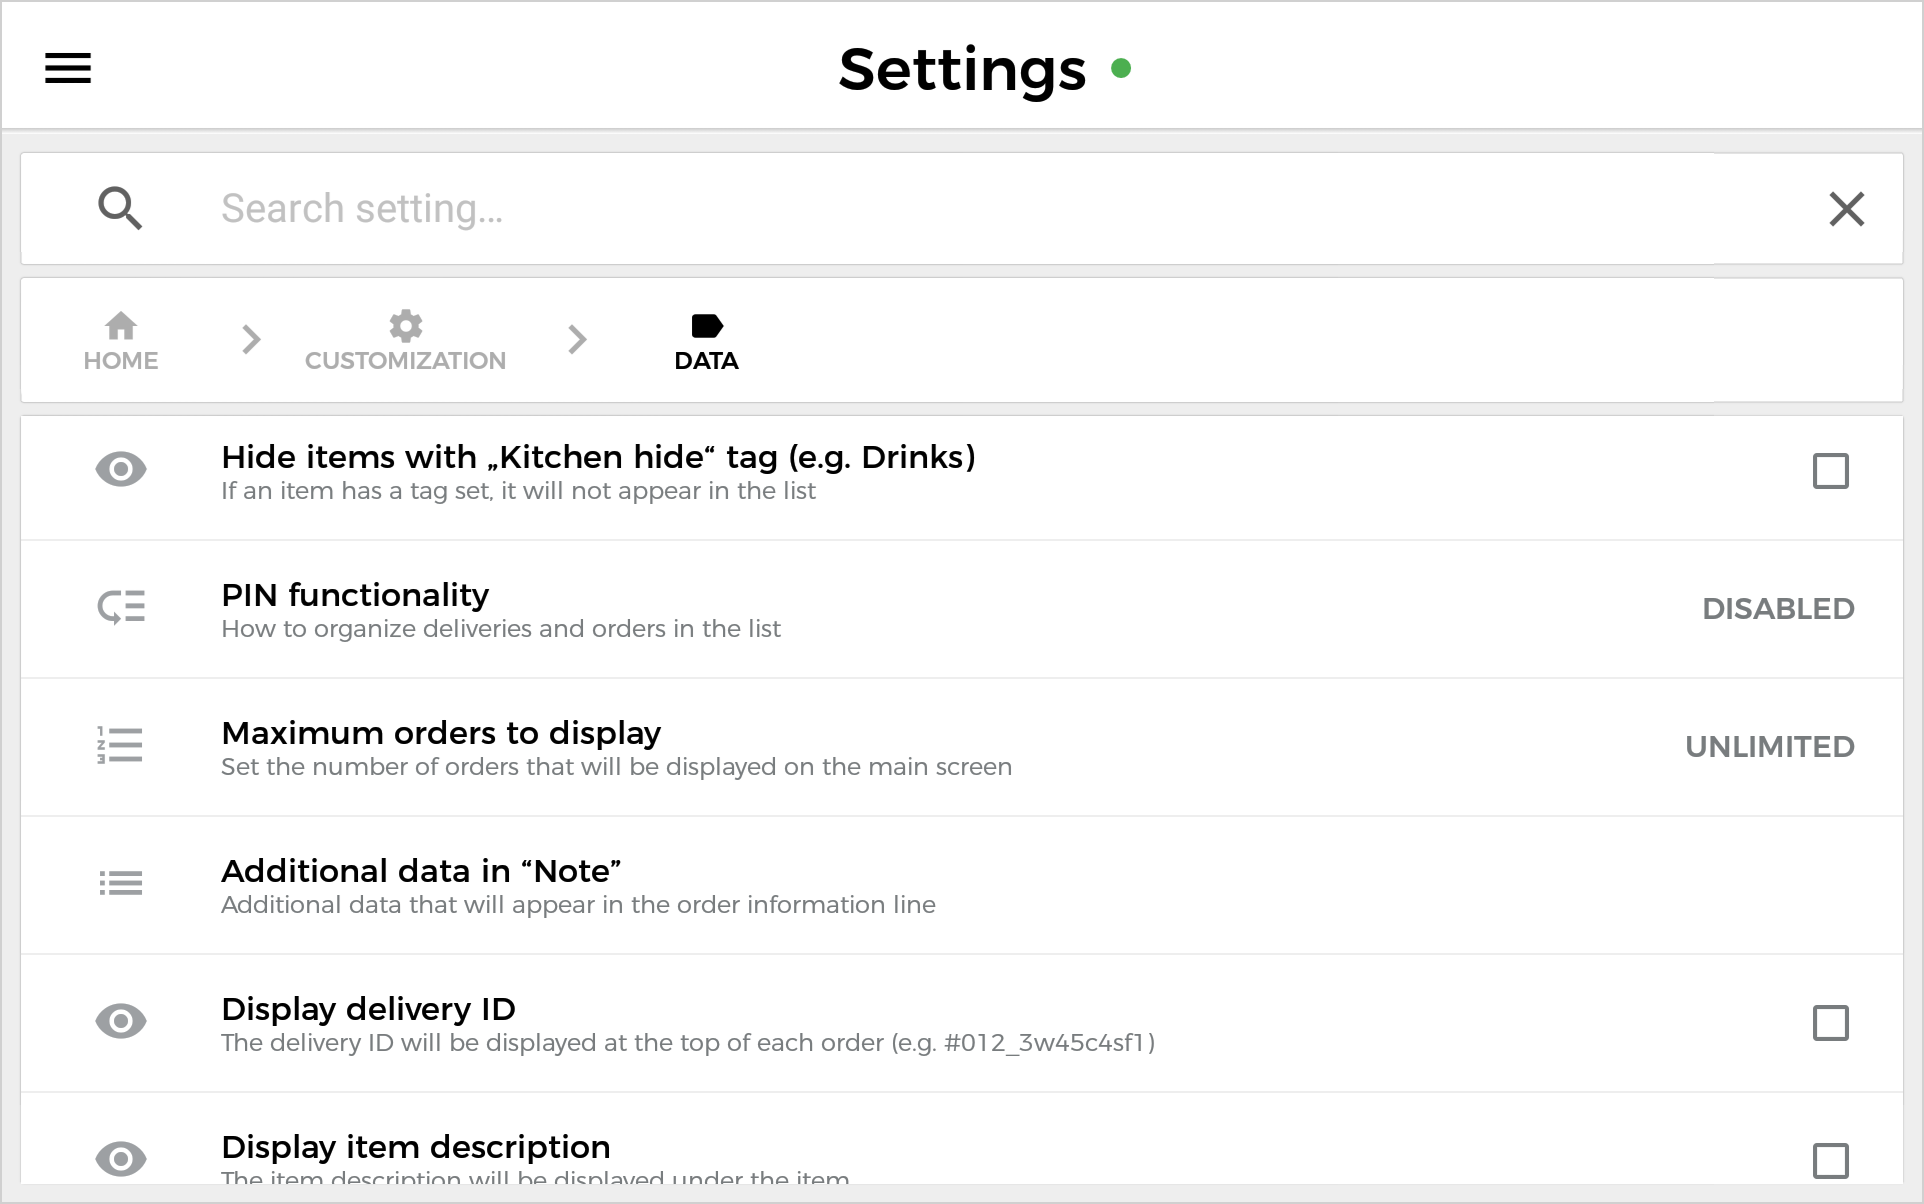 Settings
Search setting...
HOME
CUSTOMIZATION
DATA
Hide items with „Kitchen hide“ tag (e.g. Drinks)
If an item has a tag set, it will not appear in the list
PIN functionality
How to organize deliveries and orders in the list
DISABLED
Maximum orders to display
Set the number of orders that will be displayed on the main screen
UNLIMITED
Additional data in “Note”
Additional data that will appear in the order information line
Display delivery ID
The delivery ID will be displayed at the top of each order (e.g. #012_3w45c4sf1)
Display item description
The item description will be displayed under the item